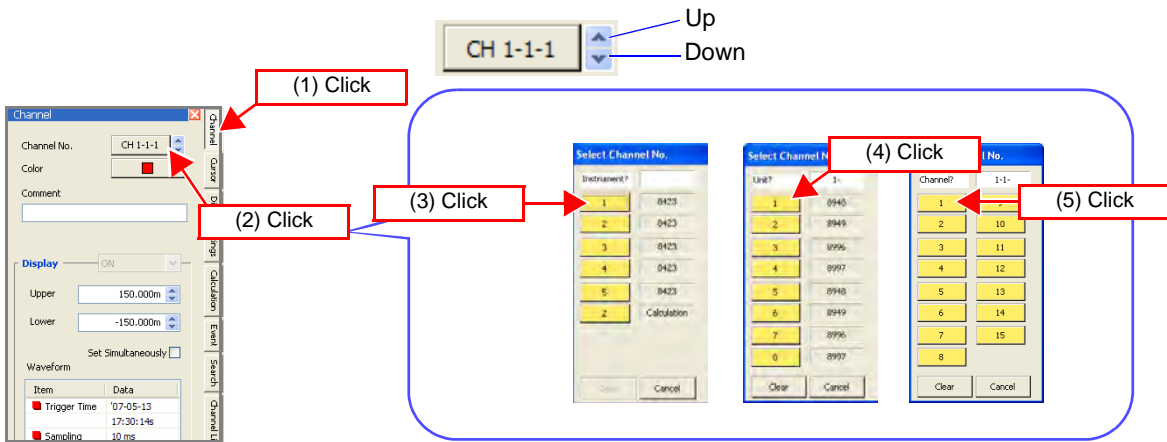 Up
CH 1-1-1
Down
(1) Click
Channel
Channel
Channel No.
CH 1-1-1
Color
Cursor
Comment
(2) Click
Display
ON
Upper
150.000m
Calculation
Lower
-150.000m
Event
Set Simultaneously
Waveform
Search
Item Data
Trigger Time '07-05-13
17:30:14s
Sampling 10 ms
(3) Click
Select Channel No.
Instrument?
1 8423
2 8423
3 8423
4 8423
5 8423
Z Calculation
Cancel
(4) Click
Unit? 1-
1 8948
2 8949
3 8996
4 8997
5 8948
6 8949
7 8996
8 8997
Clear Cancel
(5) Click
Channel? 1-1-
1
2 10
3 11
4 12
5 13
6 14
7 15
8
Clear Cancel